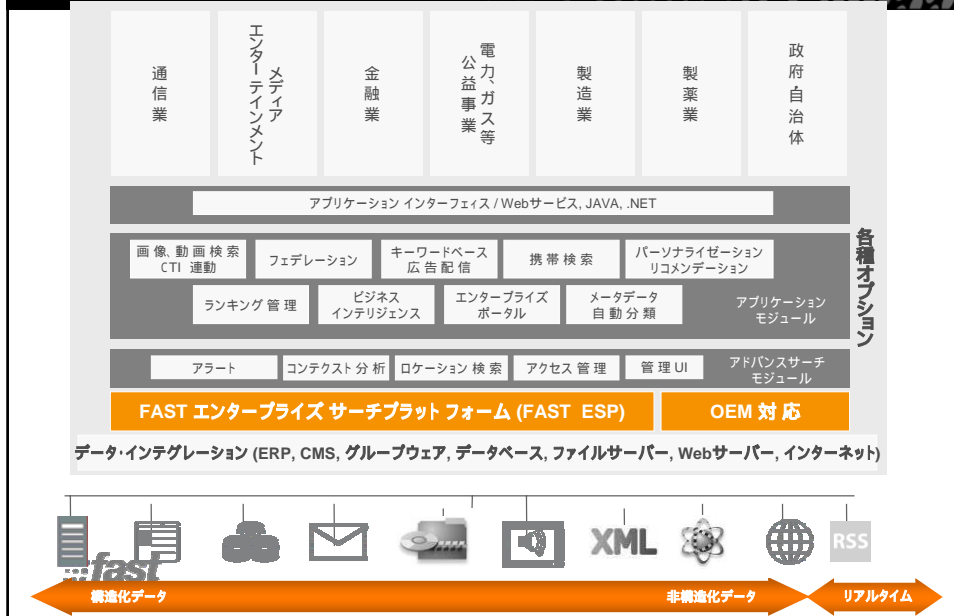 通信業
メディア
エンターテインメント
金融業
電力、ガス等
公益事業
製造業
製薬業
政府・自治体
アプリケーション インターフェィス / Webサービス, JAVA, .NET
画像、動画検索
CTI 連動
フェデレーション
キーワードベース
広告配信
携帯検索
パーソナライゼーション
リコメンデーション
ランキング管理
ビジネス
インテリジェンス
エンタープライズ
ポータル
メータデータ
自動分類
アプリケーション
モジュール
各種オプション
アラート
コンテクスト分析
ロケーション検索
アクセス管理
管理UI
アドバンスサーチ
モジュール
FAST エンタープライズ サーチプラットフォーム (FAST ESP)
OEM 対応
データ・インテグレーション (ERP, CMS, グループウェア, データベース, ファイルサーバー, Webサーバー, インターネット)
XML
RSS
fast
構造化データ
非構造化データ
リアルタイム